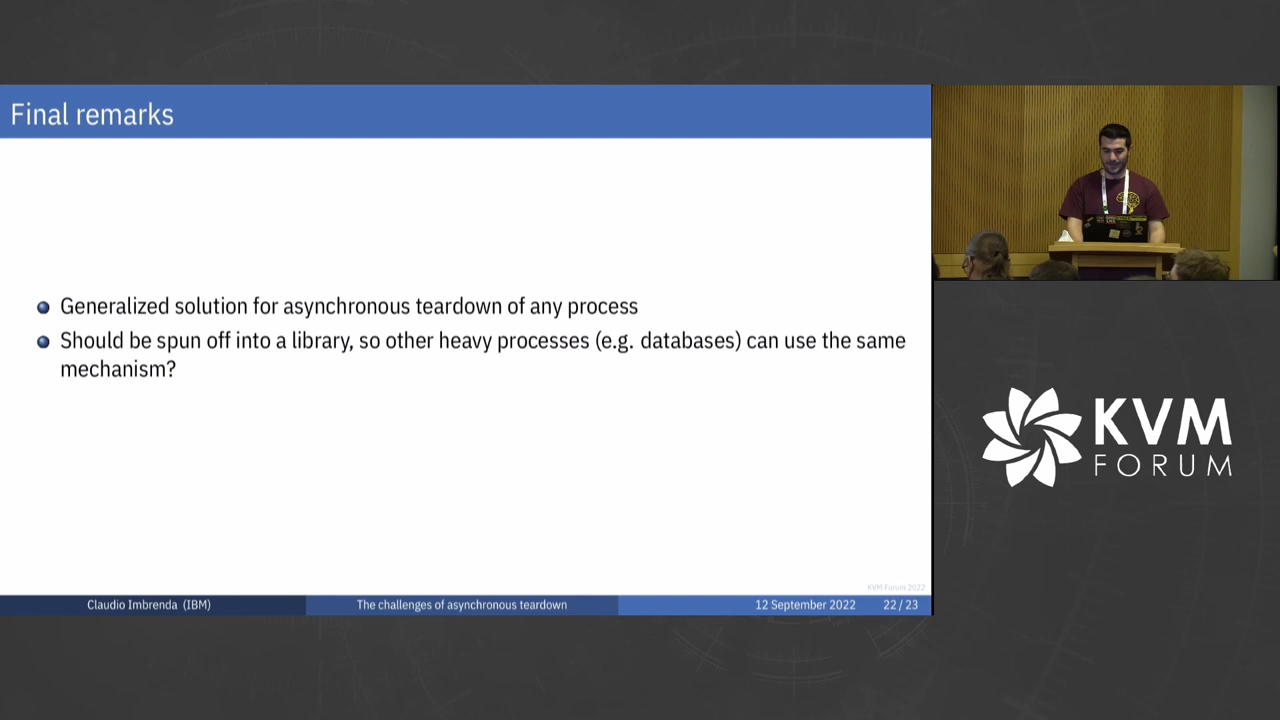 Final remarks
Generalized solution for asynchronous teardown of any process
Should be spun off into a library, so other heavy processes (e.g. databases) can use the same
mechanism?
KVM Forum 2022
Claudio Imbrenda (IBM)
The challenges of asynchronous teardown
12 September 2022
22 / 23
KVM
FORUM